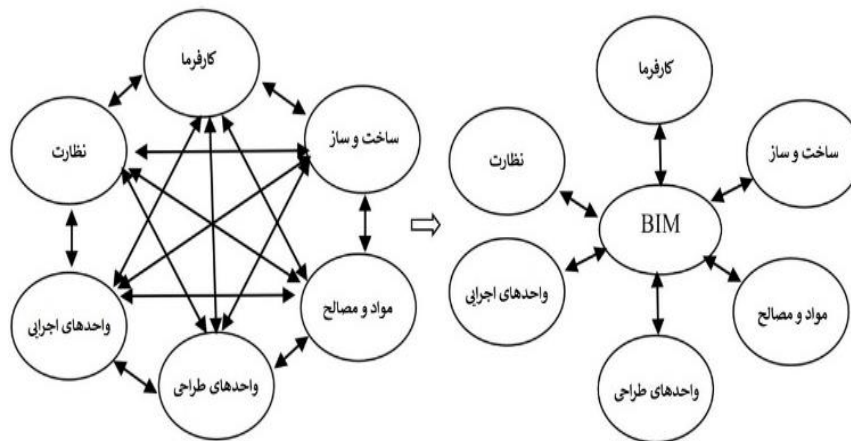 کارفرما
ساخت و ساز
نظارت
مواد و مصالح
واحدهای اجرایی
واحدهای طراحی
کارفرما
ساخت و ساز
نظارت
BIM
واحدهای اجرایی
مواد و مصالح
واحدهای طراحی